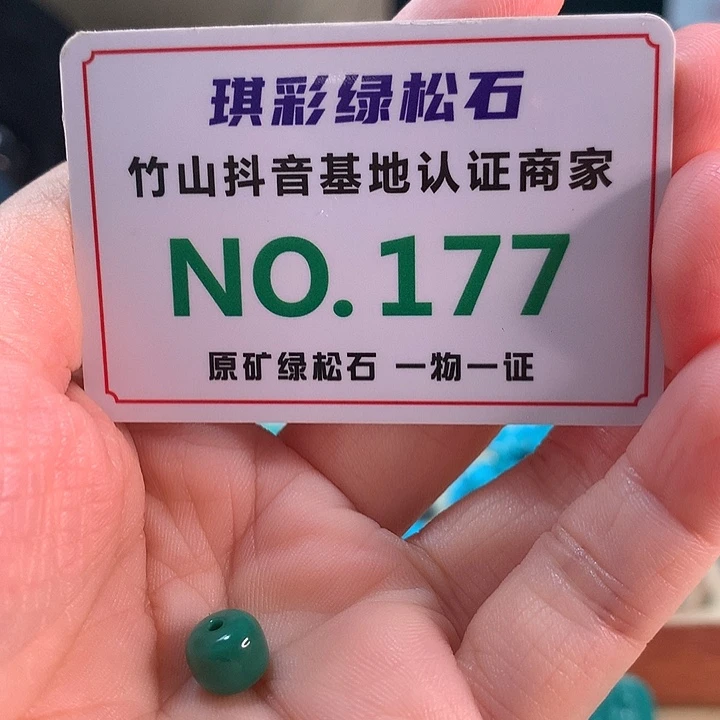 琪彩绿松石
竹山抖音基地认证商家
NO.177
原矿绿松石 一物一证